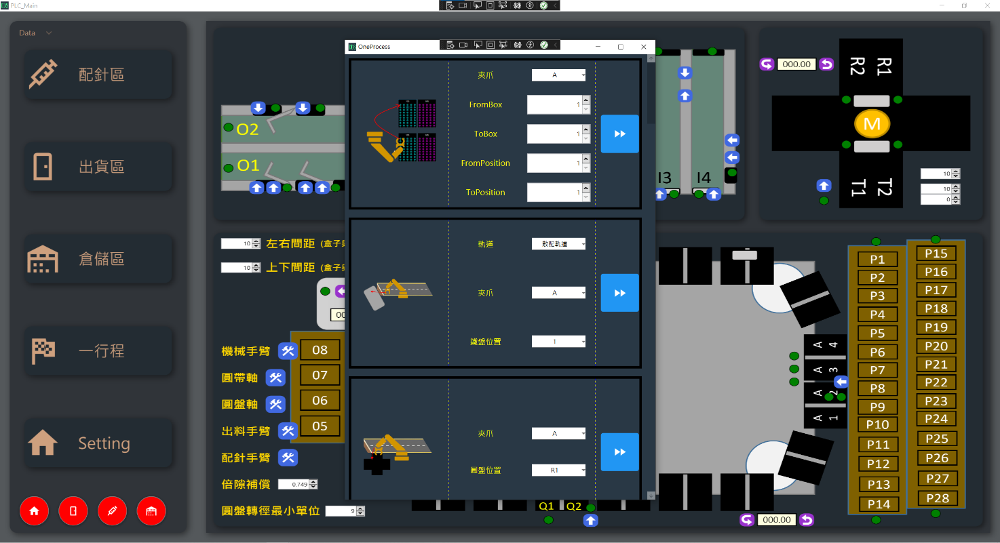 PLC_Main
Data
配針區
出貨區
倉儲區
一行程
Setting
OneProcess
夾爪
A
FromBox
1
ToBox
1
FromPosition
1
ToPosition
1
軌道
散配軌道
夾爪
A
鐵盤位置
1
夾爪
A
圓盤位置
R1
O2
O1
I3
I4
000.00
R2
R1
M
T1
T2
10
10
0
10
左右間距 (盒子
10
上下間距 (盒子
00
機械手臂
圓帶軸
圓盤軸
出料手臂
配針手臂
倍隙補償
0.749
圓盤轉徑最小單位
9
08
07
06
05
Q1
Q2
A 4
A 3
A 2
A 1
000.00
P1
P2
P3
P4
P5
P6
P7
P8
P9
P10
P11
P12
P13
P14
P15
P16
P17
P18
P19
P20
P21
P22
P23
P24
P25
P26
P27
P28